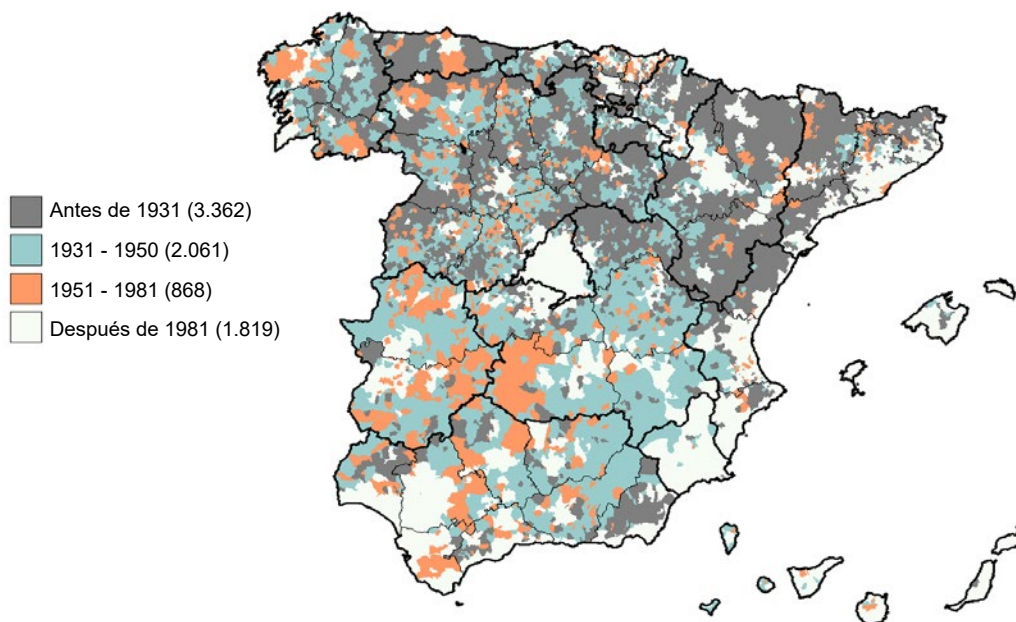 Antes de 1931 (3.362)
1931 - 1950 (2.061)
1951 - 1981 (868)
Después de 1981 (1.819)